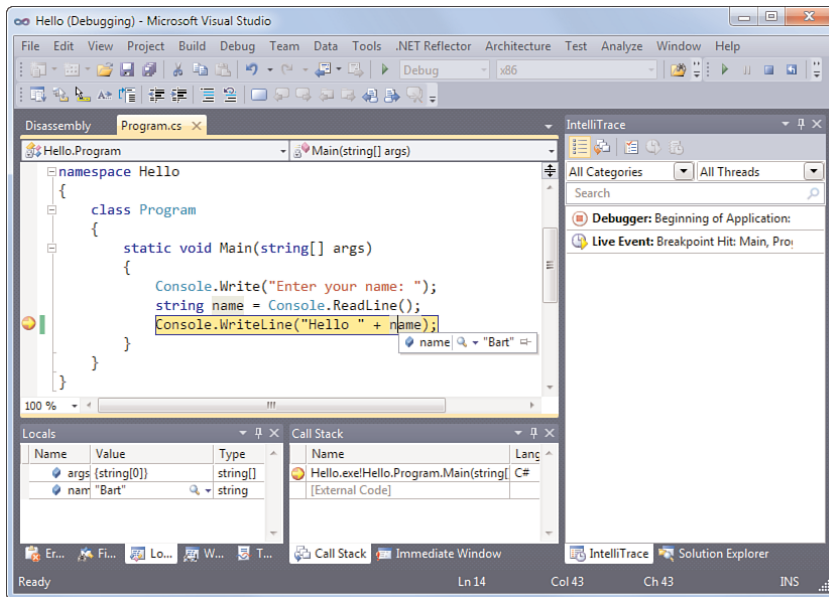 Hello (Debugging) - Microsoft Visual Studio
File Edit View Project Build Debug Team Data Tools .NET Reflector Architecture Test Analyze Window Help
Debug x86
Disassembly Program.cs
Hello.Program Main(string[] args)
namespace Hello
{
class Program
{
static void Main(string[] args)
{
Console.Write("Enter your name: ");
string name = Console.ReadLine();
Console.WriteLine("Hello " + name);
name "Bart"
}
}
}
100 %
IntelliTrace
All Categories All Threads
Search
Debugger: Beginning of Application:
Live Event: Breakpoint Hit: Main, Pro
Locals
Name Value Type
args {string[0]} string[]
nam "Bart" string
Call Stack
Name Lang
Hello.exe!Hello.Program.Main(string[ C#
[External Code]
Er... Fi... Lo... W... T...
Call Stack Immediate Window
IntelliTrace Solution Explorer
Ready Ln 14 Col 43 Ch 43 INS